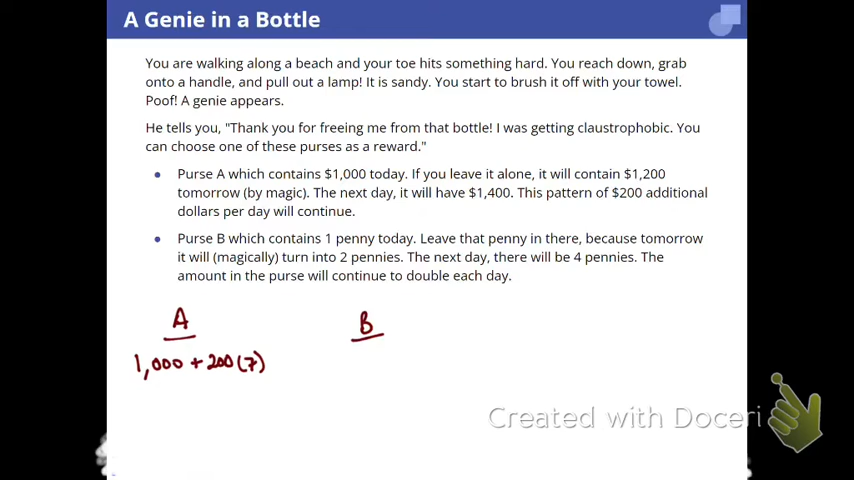 A Genie in a Bottle
You are walking along a beach and your toe hits something hard. You reach down, grab
onto a handle, and pull out a lamp! It is sandy. You start to brush it off with your towel.
Poof! A genie appears.
He tells you, "Thank you for freeing me from that bottle! I was getting claustrophobic. You
can choose one of these purses as a reward."
• Purse A which contains $1,000 today. If you leave it alone, it will contain $1,200
tomorrow (by magic). The next day, it will have $1,400. This pattern of $200 additional
dollars per day will continue.
• Purse B which contains 1 penny today. Leave that penny in there, because tomorrow
it will (magically) turn into 2 pennies. The next day, there will be 4 pennies. The
amount in the purse will continue to double each day.
A B
1,000 + 200 (7)
Created with Doceri